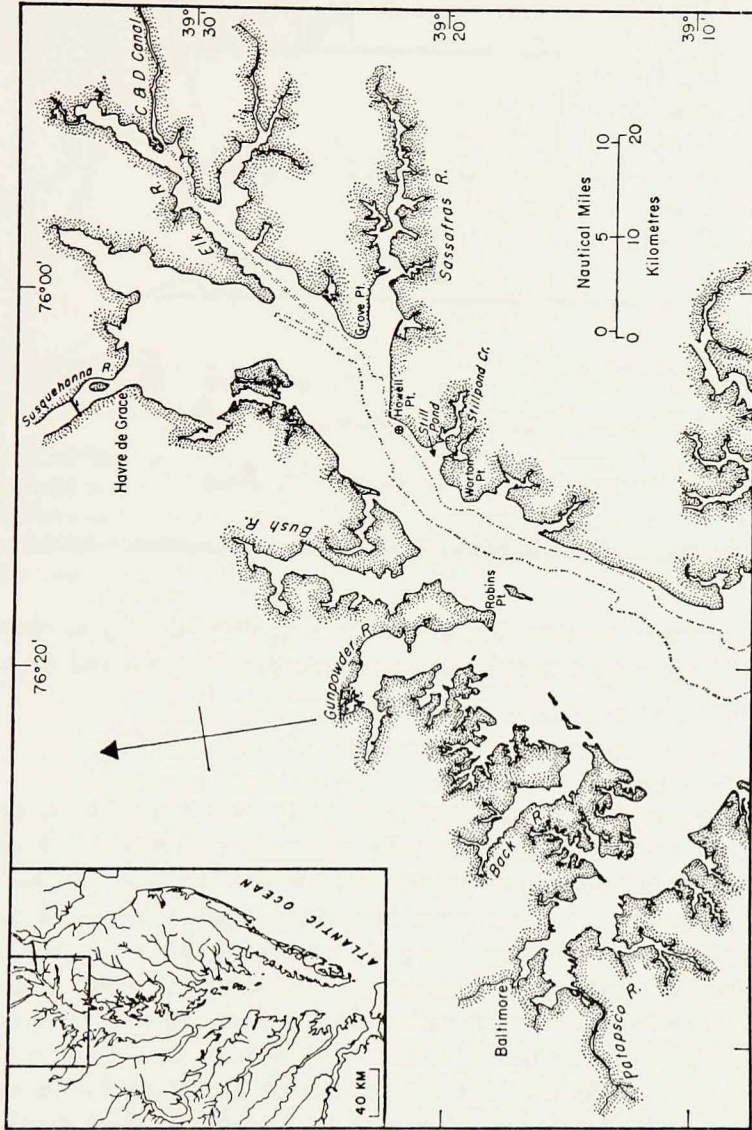 76°20'
76°00'
39°
30'
39°
20'
39°
10'
Susquehanna R.
Havre de Grace
Elk R.
C & D Canal
Bush R.
Grove Pt.
Sassafras R.
Howell
Pt.
Still
Pond
Stillpond Cr.
Worton
Pt.
Gunpowder R.
Robins
Pt.
Back R.
Baltimore
Patapsco R.
0 5 10
Nautical Miles
0 10 20
Kilometres
ATLANTIC OCEAN
40 KM